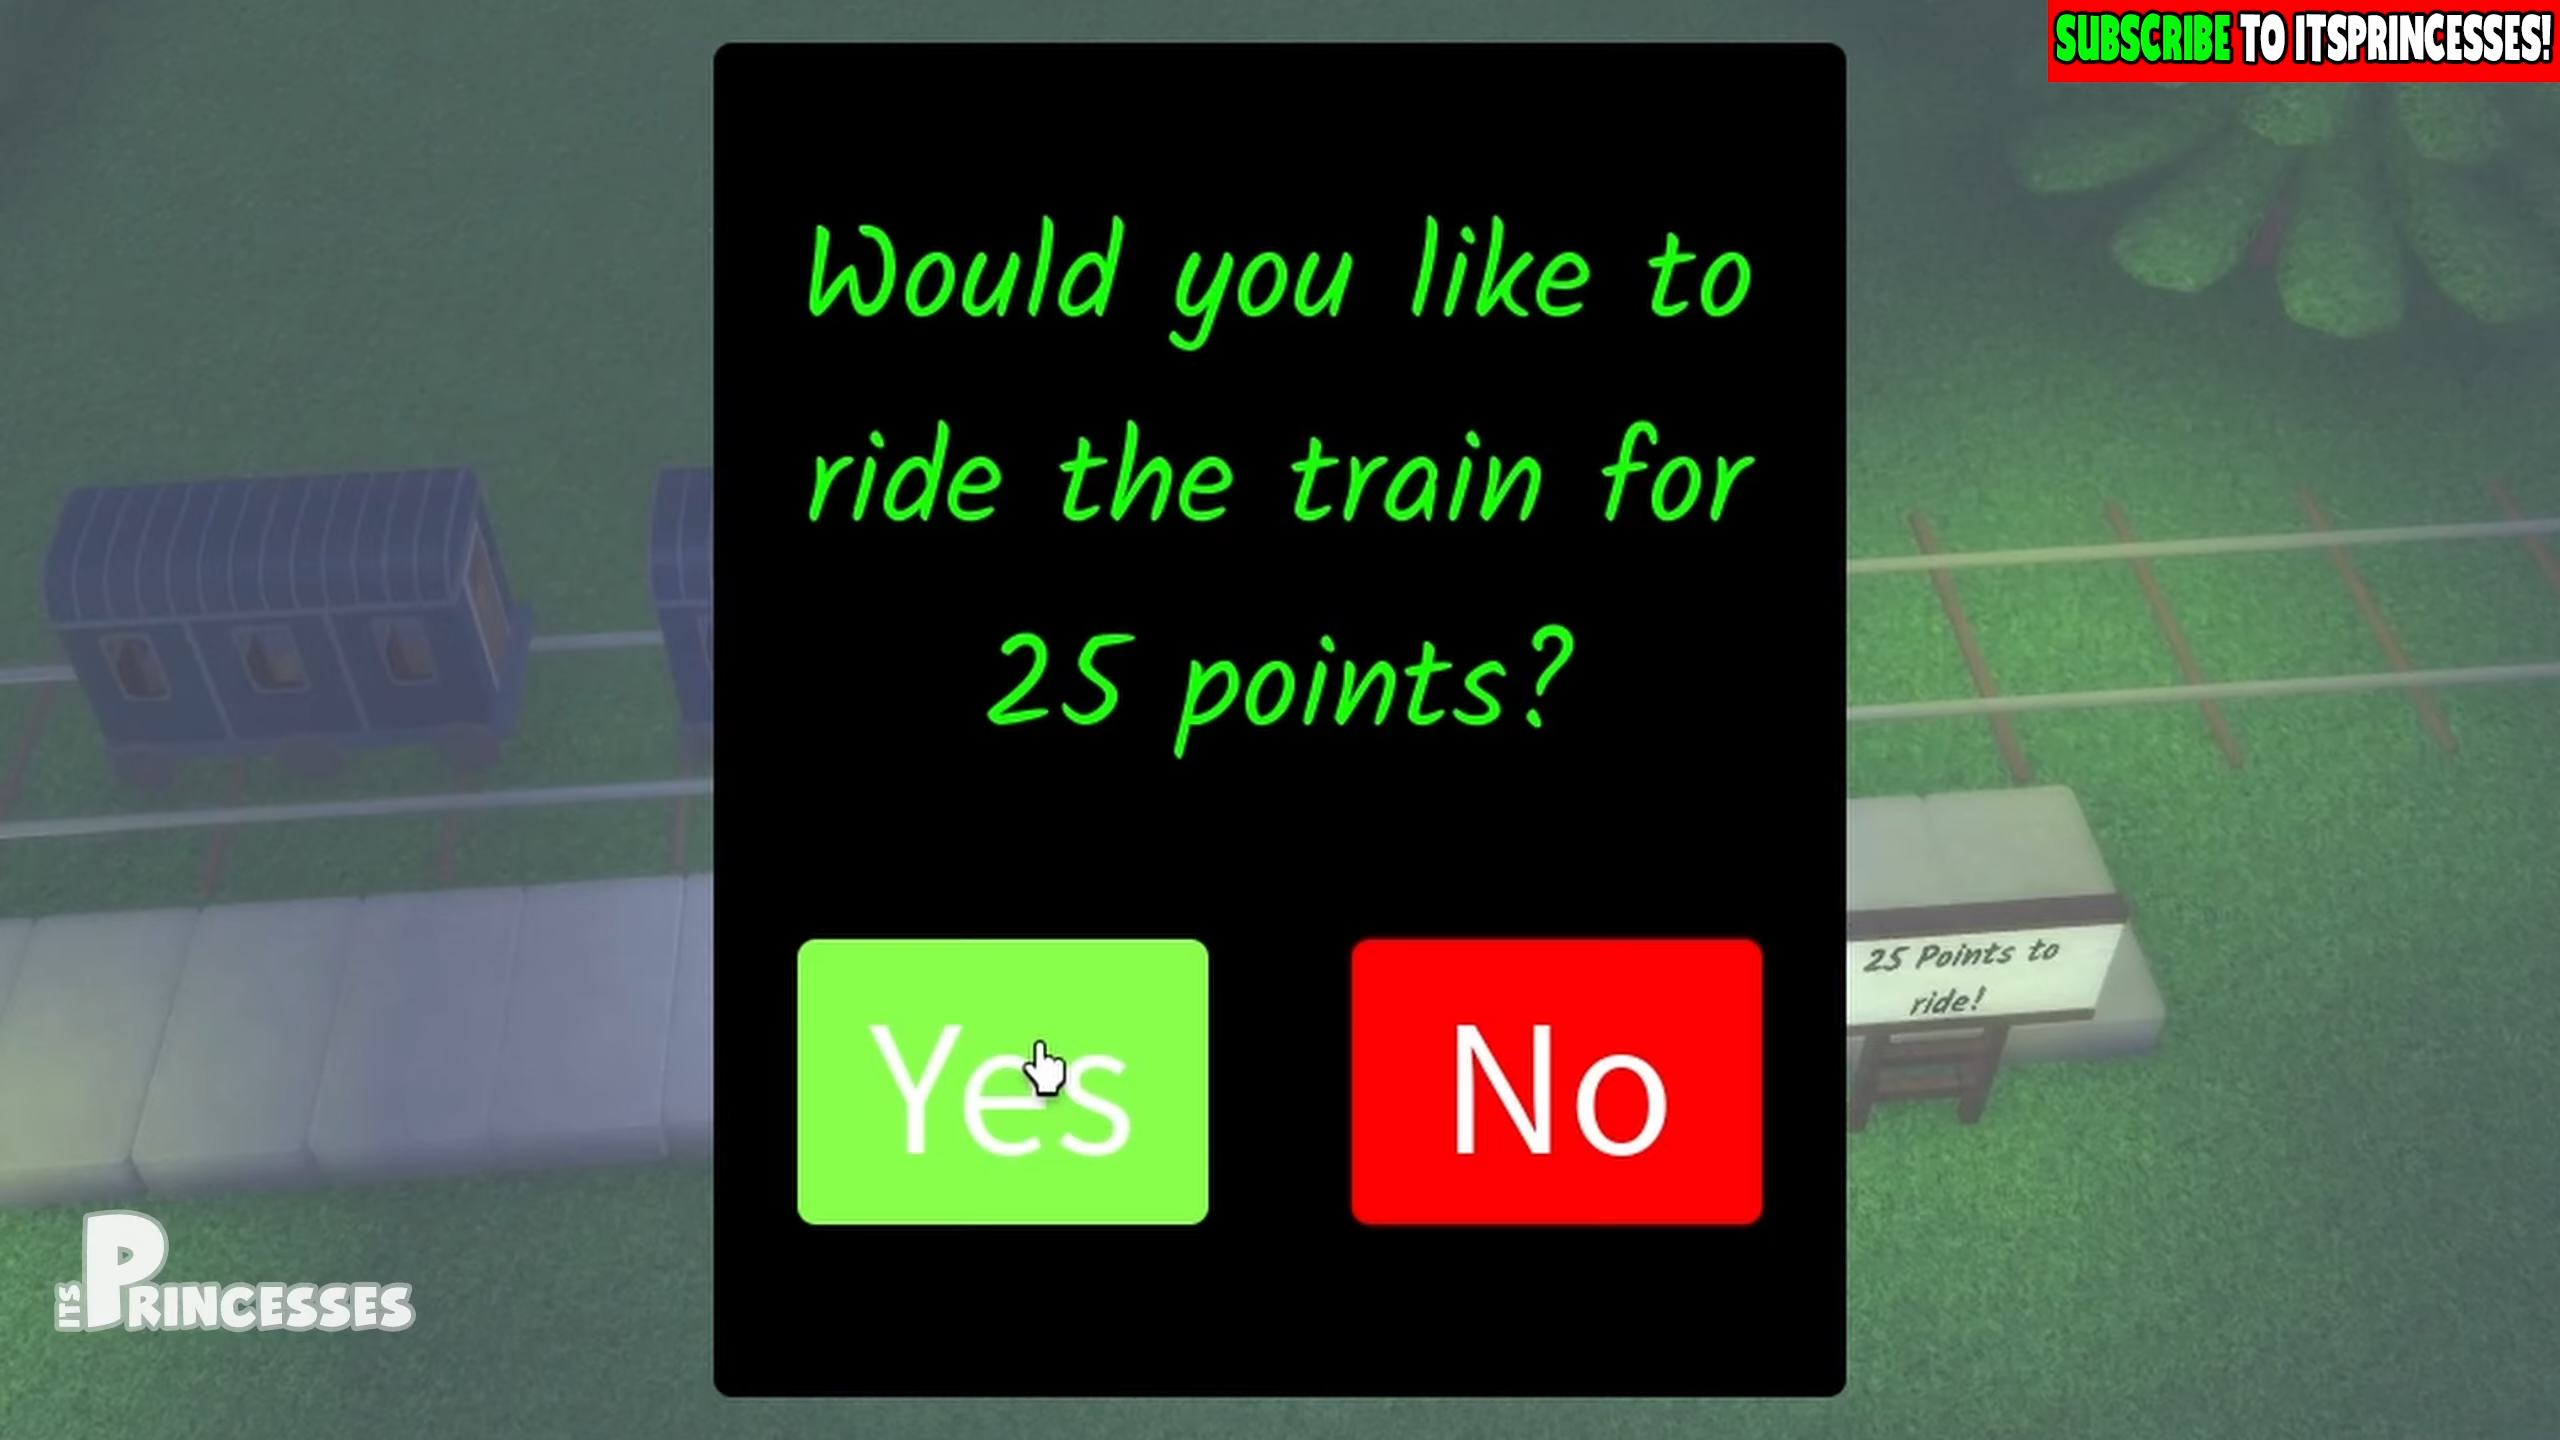 SUBSCRIBE TO ITSPRINCESSES!
Would you like to
ride the train for
25 points?
Yes
No
25 Points to
ride!
ITS PRINCESSES